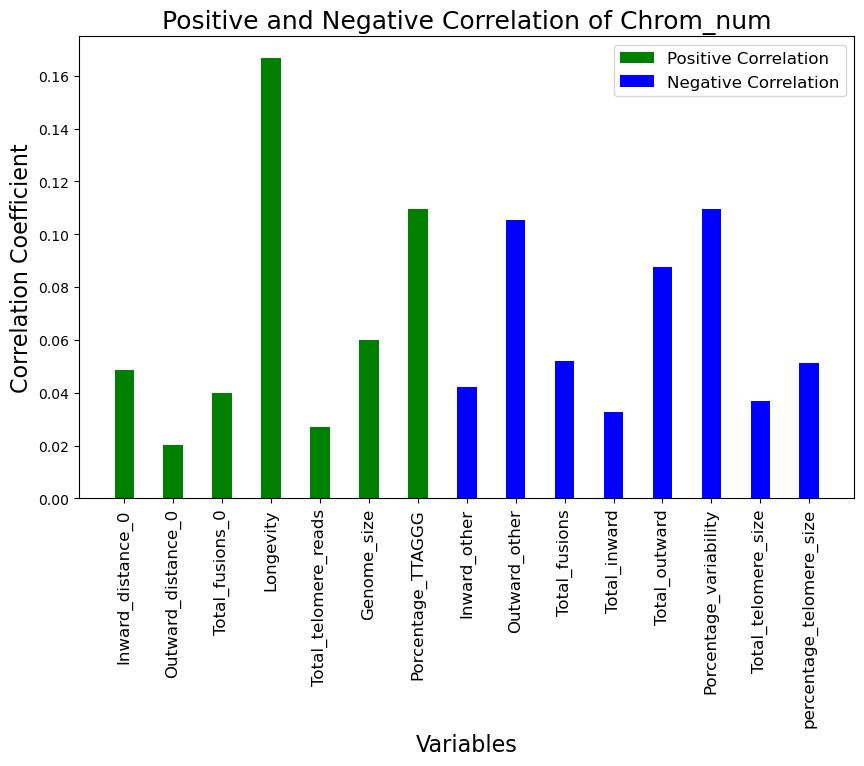 Positive and Negative Correlation of Chrom_num
Positive Correlation
Negative Correlation
Correlation Coefficient
0.16
0.14
0.12
0.10
0.08
0.06
0.04
0.02
0.00
Inward_distance_0
Outward_distance_0
Total_fusions_0
Longevity
Total_telomere_reads
Genome_size
Porcentage_TTAGGG
Inward_other
Outward_other
Total_fusions
Total_inward
Total_outward
Porcentage_variability
Total_telomere_size
percentage_telomere_size
Variables